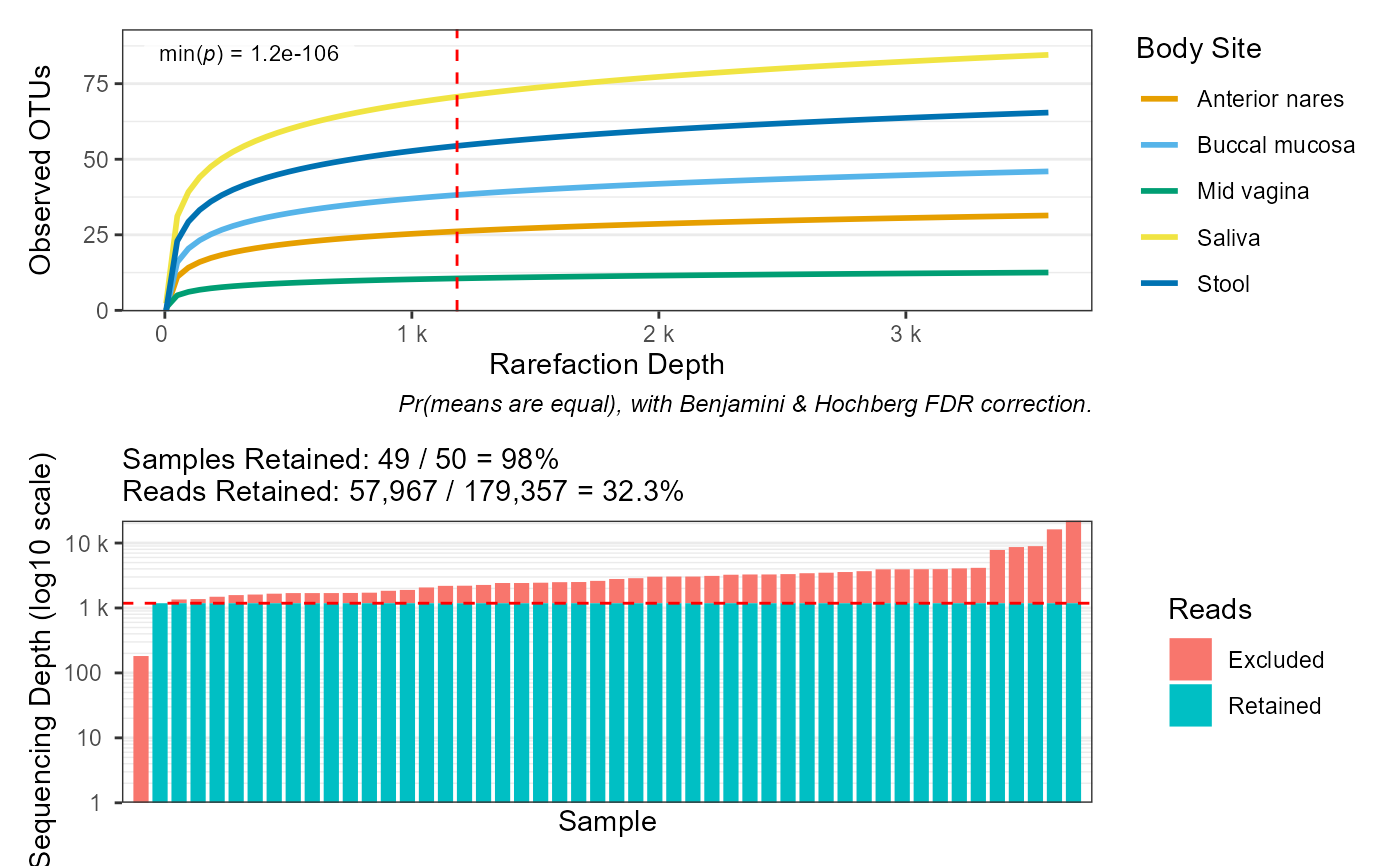 min(p) = 1.2e-106
Observed OTUs
75
50
25
0
0
1 k
2 k
3 k
Rarefaction Depth
Body Site
Anterior nares
Buccal mucosa
Mid vagina
Saliva
Stool
Pr(means are equal), with Benjamini & Hochberg FDR correction.
Samples Retained: 49 / 50 = 98%
Reads Retained: 57,967 / 179,357 = 32.3%
Sequencing Depth (log10 scale)
10 k
1 k
100
10
1
Sample
Reads
Excluded
Retained